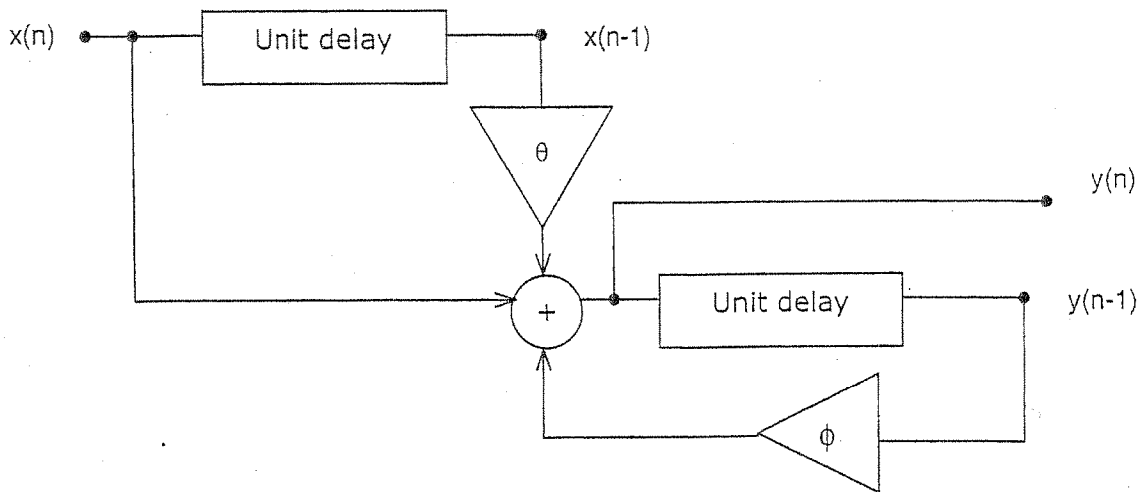 x(n)
Unit delay
x(n-1)
θ
y(n)
+
Unit delay
y(n-1)
ϕ